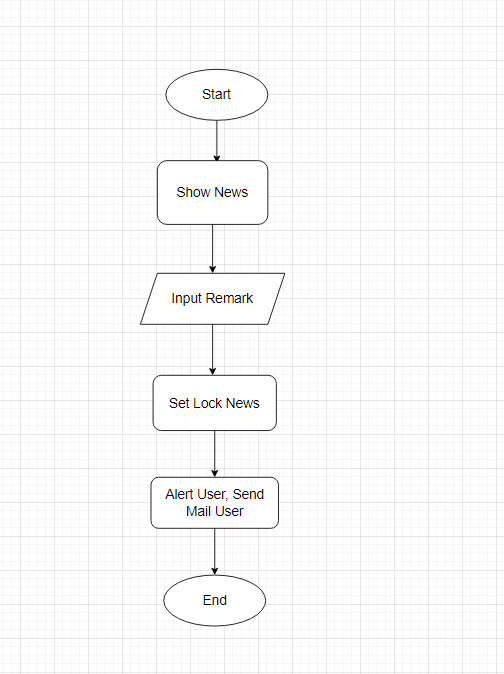 Start
Show News
Input Remark
Set Lock News
Alert User, Send
Mail User
End